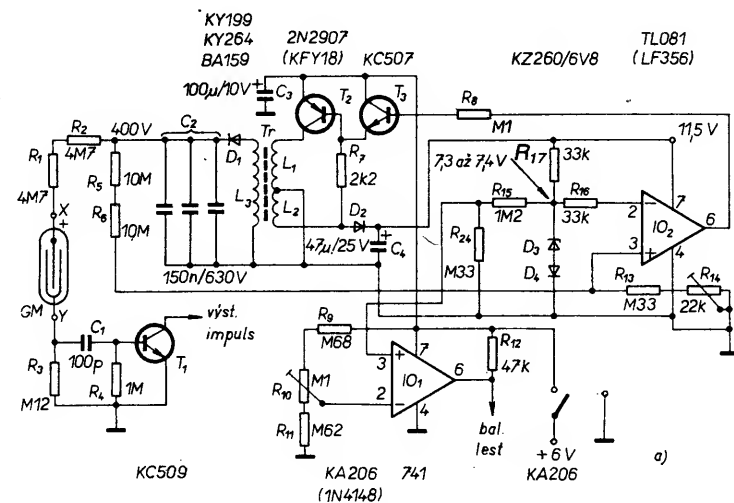 KY199
KY264
BA159
2N2907
(KFY18)
KC507
KZ260/6V8
TL081
(LF356)
100µ/10V
+
C3
T2
T3
R8
M1
11,5 V
R2
4M7
400V
C2
Tr
D1
L1
L2
L3
R7
2k2
D2
7,3 až 7,4V
R17
33k
R1
4M7
R5
10M
R6
10M
X
+
R15
1M2
R16
33k
2
3
+
7
4
6
IO2
R24
M33
D3
D4
R13
M33
R14
22k
47µ/25V
+
C4
150n/630V
GM
Y
C1
100p
výst.
impuls
T1
R3
M12
R4
1M
R9
M68
R10
M1
R11
M62
3
+
2
7
6
4
IO1
R12
47k
bal.
lest
+6V
a)
KC509
KA206
(1N4148)
741
KA206